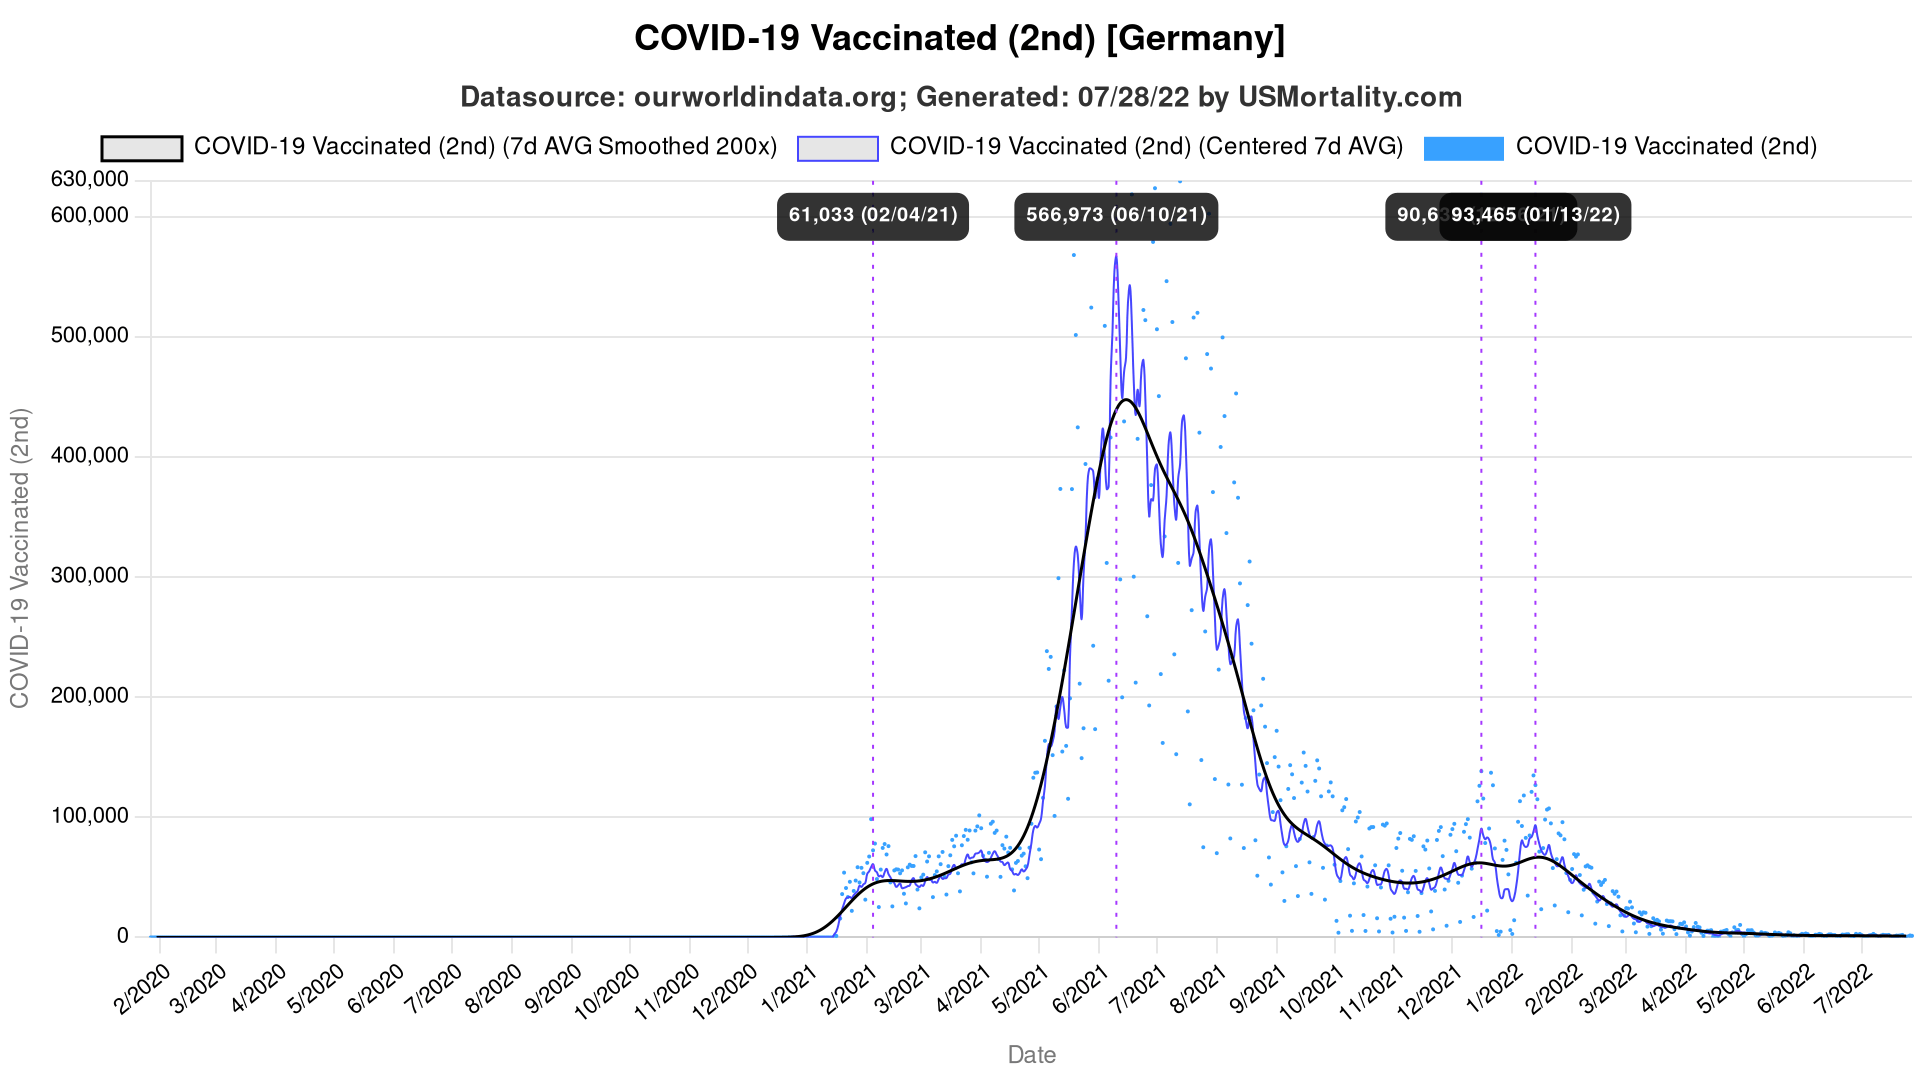 COVID-19 Vaccinated (2nd) [Germany]
Datasource: ourworldindata.org; Generated: 07/28/22 by USMortality.com
COVID-19 Vaccinated (2nd) (7d AVG Smoothed 200x) COVID-19 Vaccinated (2nd) (Centered 7d AVG) COVID-19 Vaccinated (2nd)
61,033 (02/04/21) 566,973 (06/10/21) 93,465 (01/13/22)
630,000
600,000
500,000
400,000
300,000
200,000
100,000
0
COVID-19 Vaccinated (2nd)
2/2020 3/2020 4/2020 5/2020 6/2020 7/2020 8/2020 9/2020 10/2020 11/2020 12/2020 1/2021 2/2021 3/2021 4/2021 5/2021 6/2021 7/2021 8/2021 9/2021 10/2021 11/2021 12/2021 1/2022 2/2022 3/2022 4/2022 5/2022 6/2022 7/2022
Date